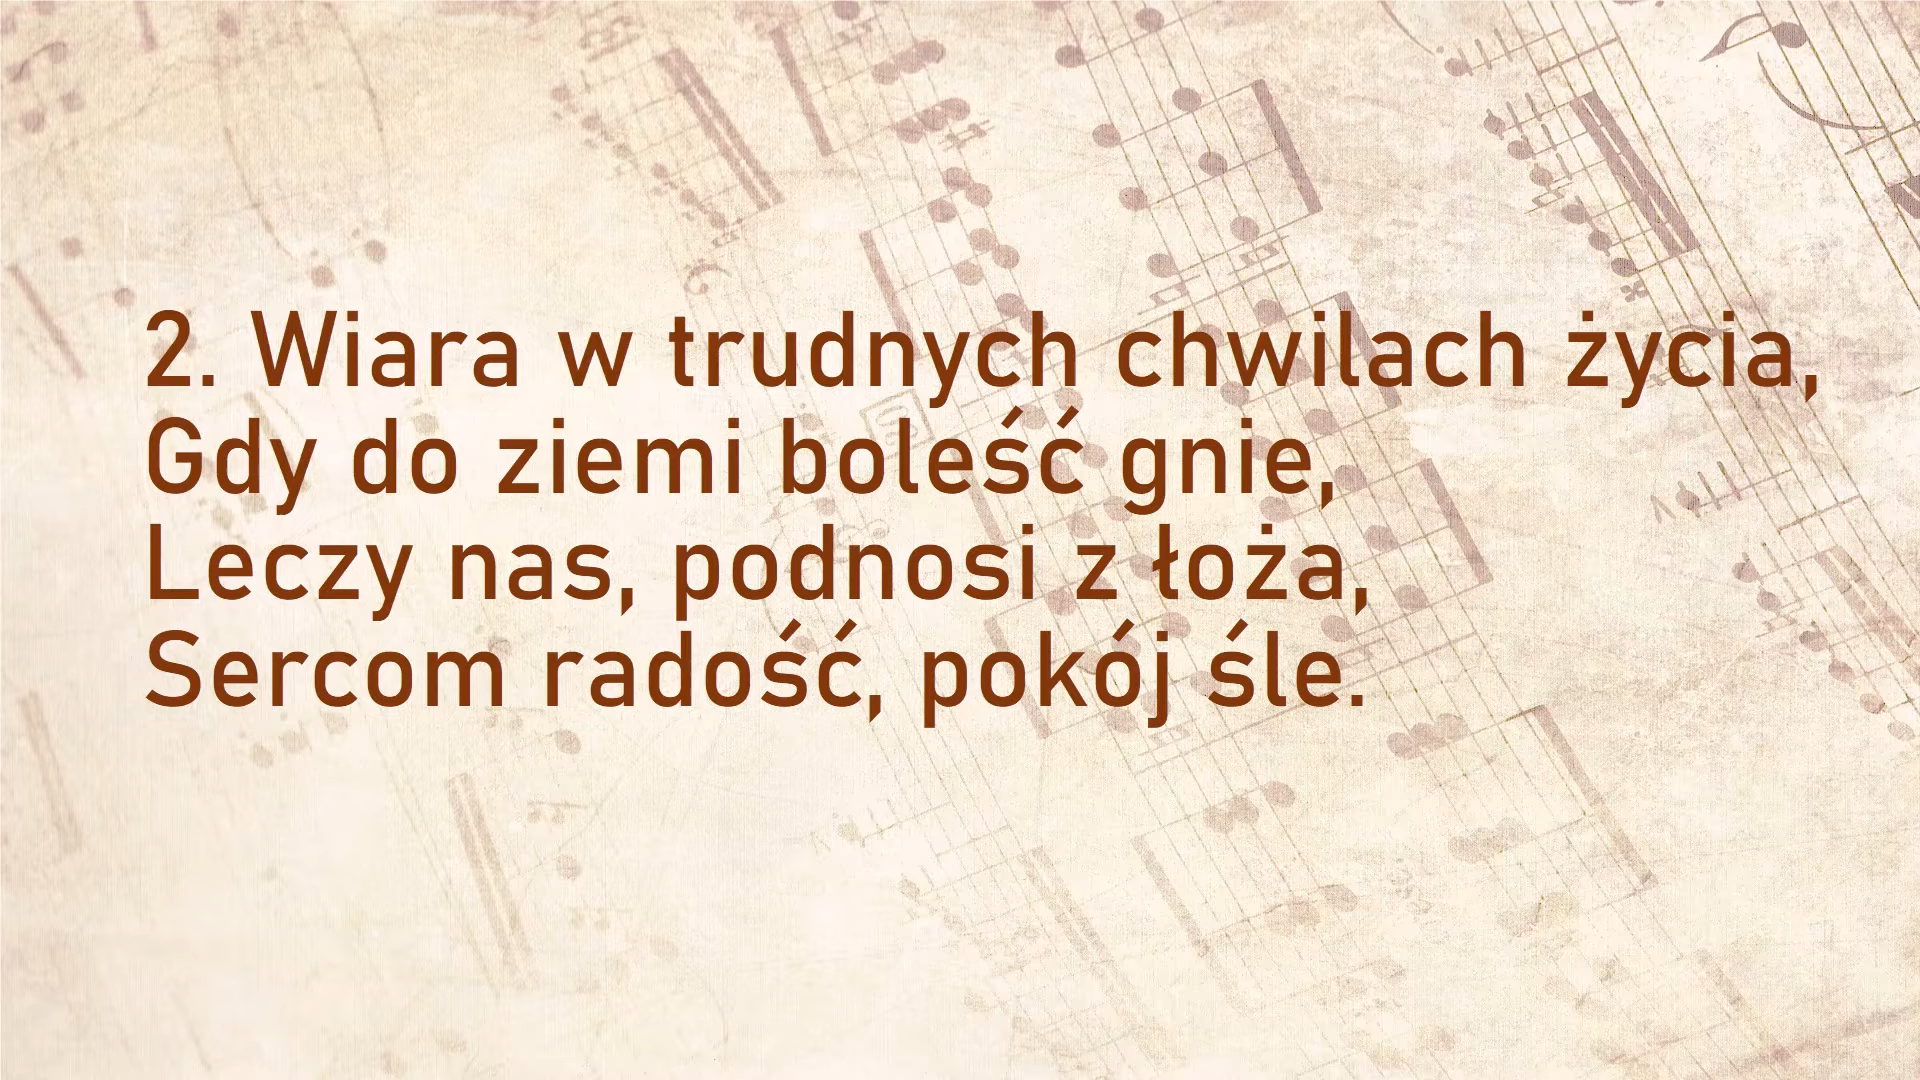 2. Wiara w trudnych chwilach życia,
Gdy do ziemi boleść gnie,
Leczy nas, podnosi z łoża,
Sercom radość, pokój śle.